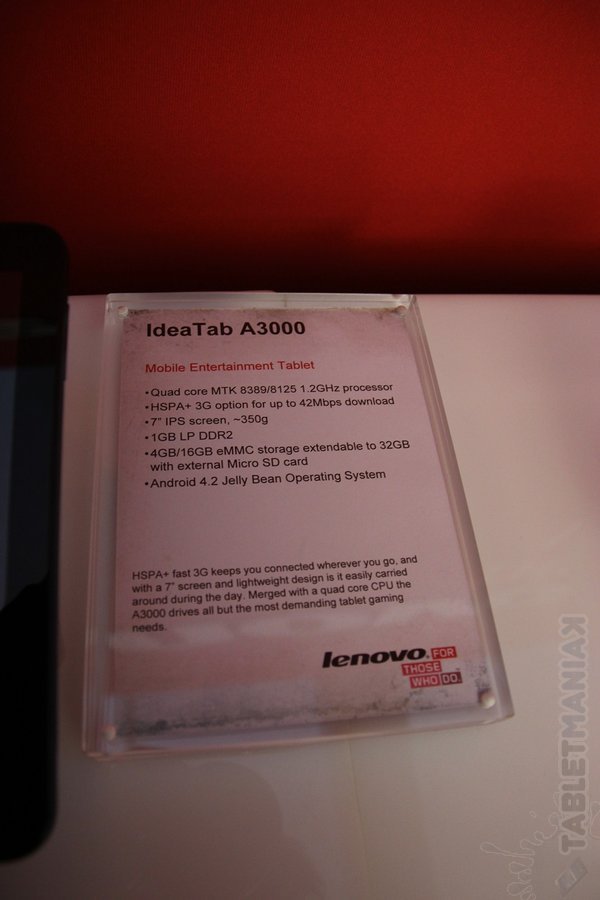 IdeaTab A3000
Mobile Entertainment Tablet
•Quad core MTK 8389/8125 1.2GHz processor
•HSPA+ 3G option for up to 42Mbps download
•7" IPS screen, ~350g
•1GB LP DDR2
•4GB/16GB eMMC storage extendable to 32GB
with external Micro SD card
•Android 4.2 Jelly Bean Operating System
HSPA+ fast 3G keeps you connected wherever you go, and
with a 7" screen and lightweight design is it easily carried
around during the day. Merged with a quad core CPU the
A3000 drives all but the most demanding tablet gaming
needs.
lenovo. FOR
THOSE
WHO DO.
TABLETMANIAK